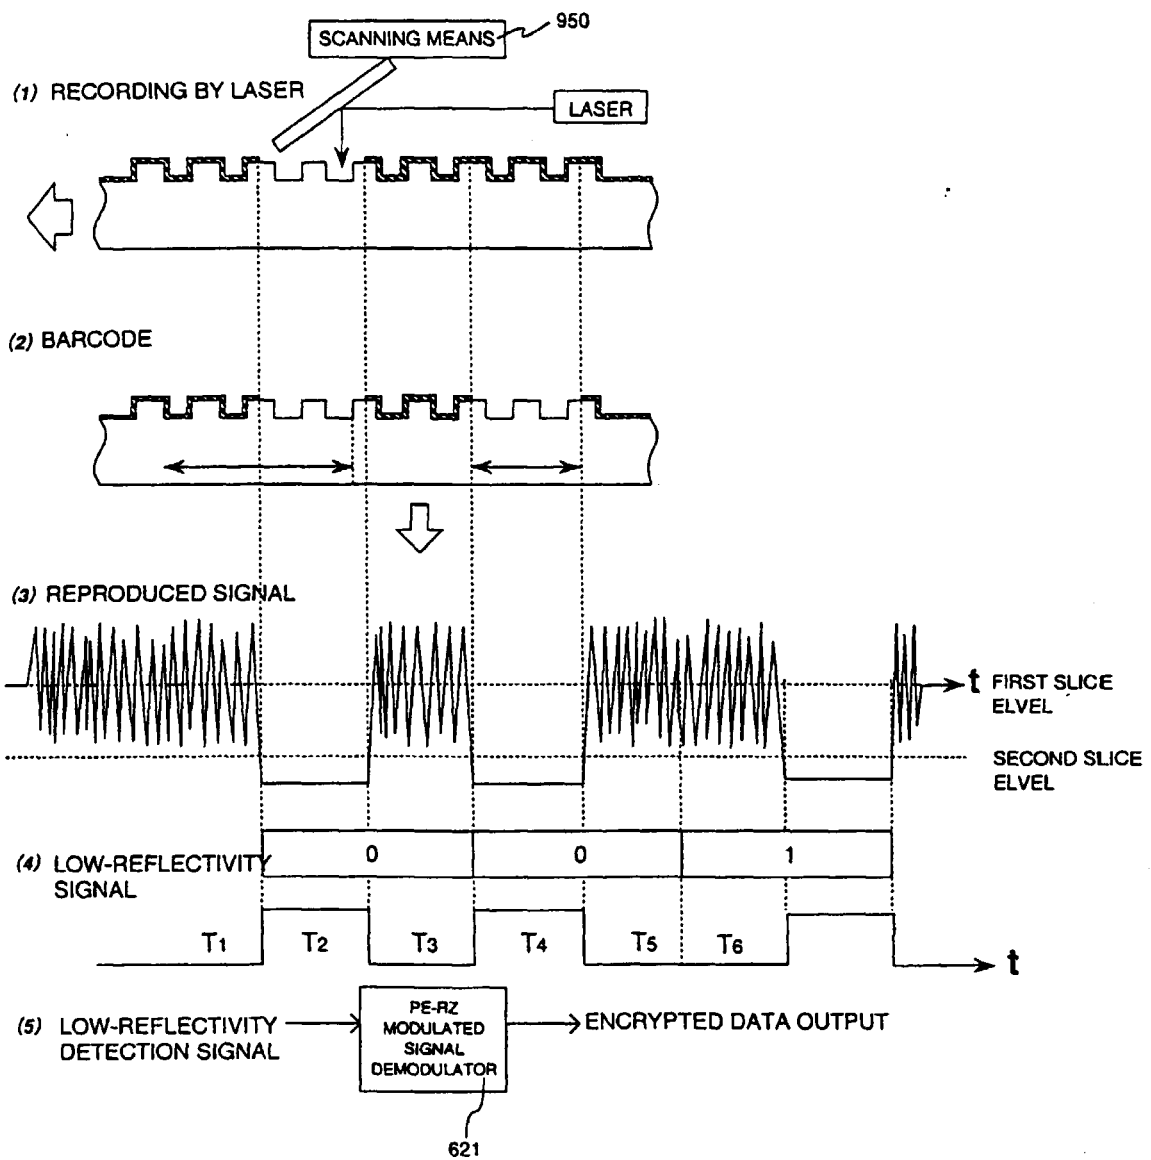 950
SCANNING MEANS
(1) RECORDING BY LASER
LASER
(2) BARCODE
(3) REPRODUCED SIGNAL
t
FIRST SLICE
ELVEL
SECOND SLICE
ELVEL
(4) LOW-REFLECTIVITY
SIGNAL
0 0 1
T1 T2 T3 T4 T5 T6
t
(5) LOW-REFLECTIVITY
DETECTION SIGNAL
PE-RZ
MODULATED
SIGNAL
DEMODULATOR
ENCRYPTED DATA OUTPUT
621